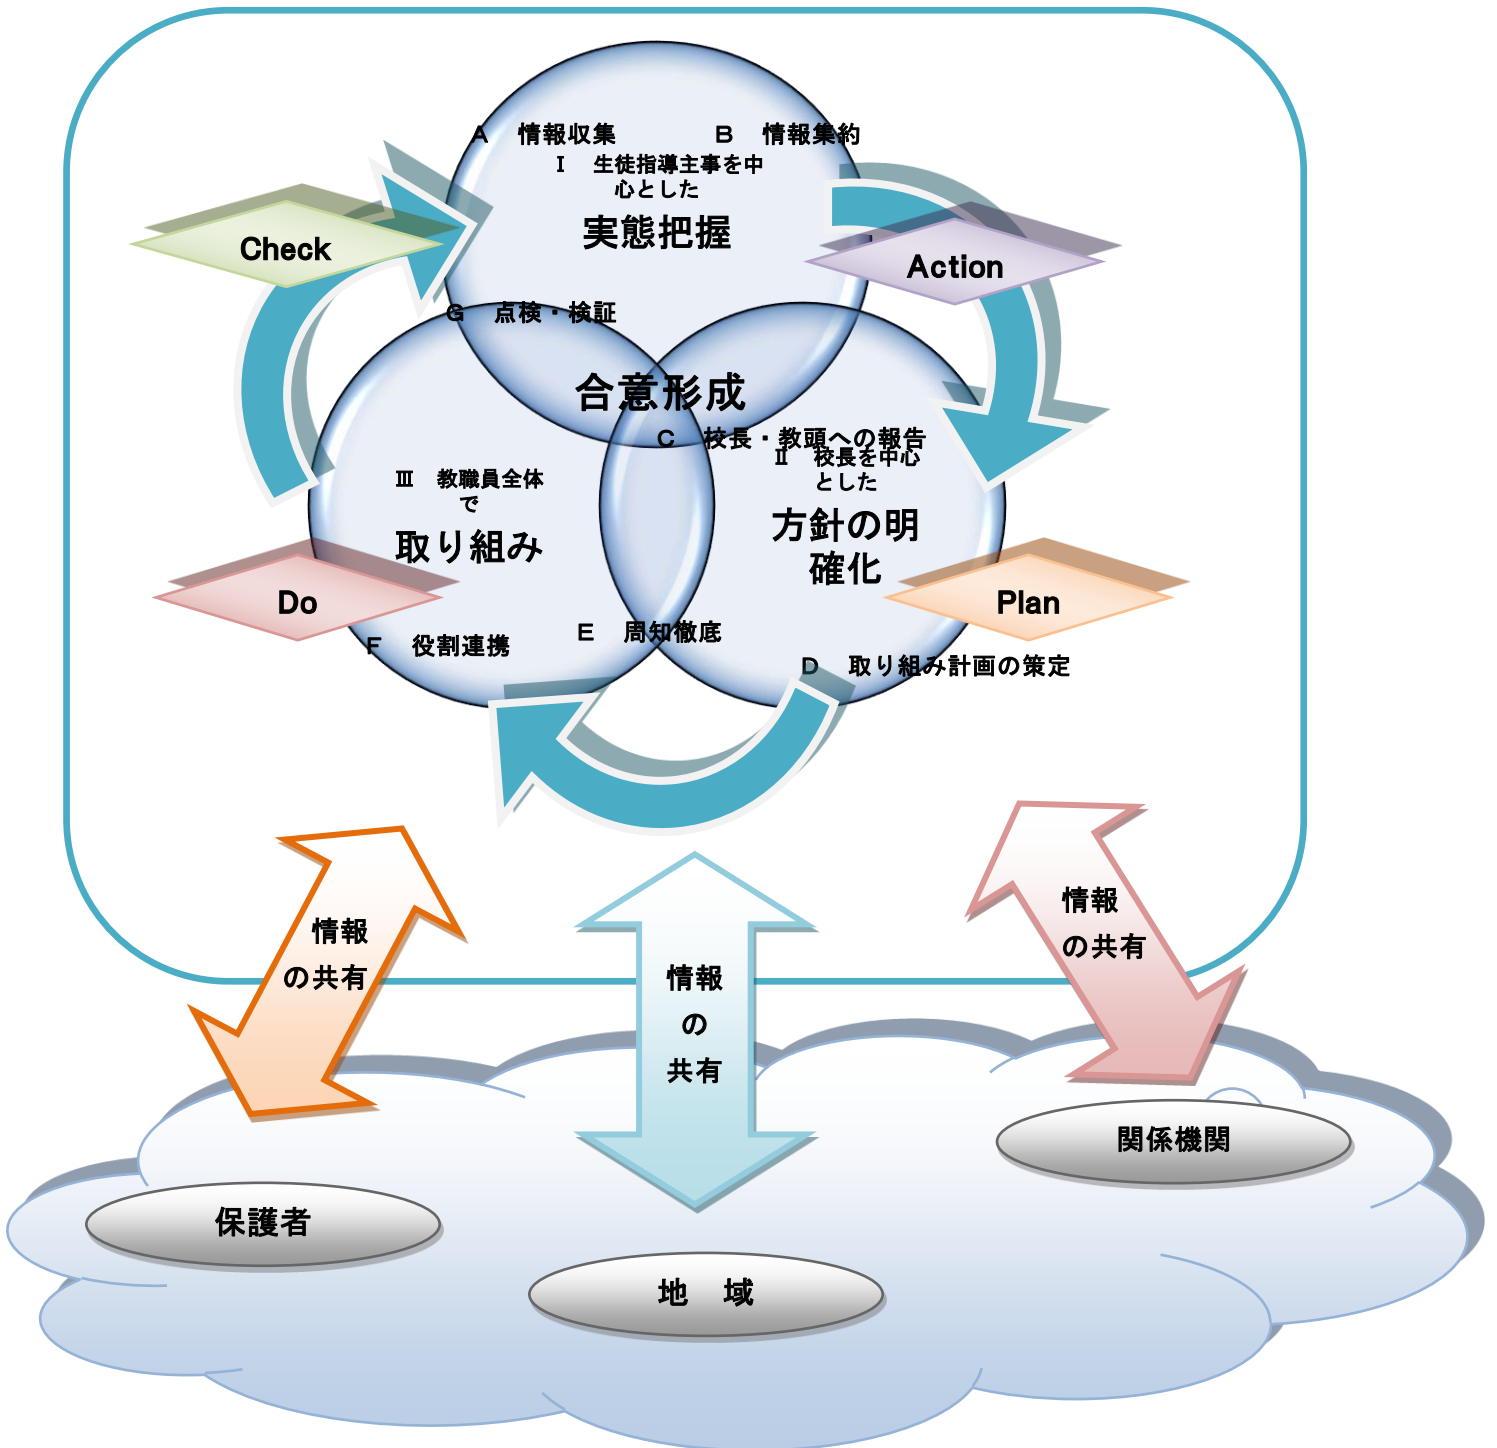 Ａ　情報収集
Ｂ　情報集約
Ⅰ　生徒指導主事を中
心とした
実態把握
Check
Action
Ｇ　点検・検証
合意形成
Ｃ　校長・教頭への報告
Ⅱ　校長を中心
とした
方針の明
確化
Ⅲ　教職員全体
で
取り組み
Do
Plan
Ｆ　役割連携
Ｅ　周知徹底
Ｄ　取り組み計画の策定
情報
の共有
情報
の
共有
情報
の共有
関係機関
保護者
地　域